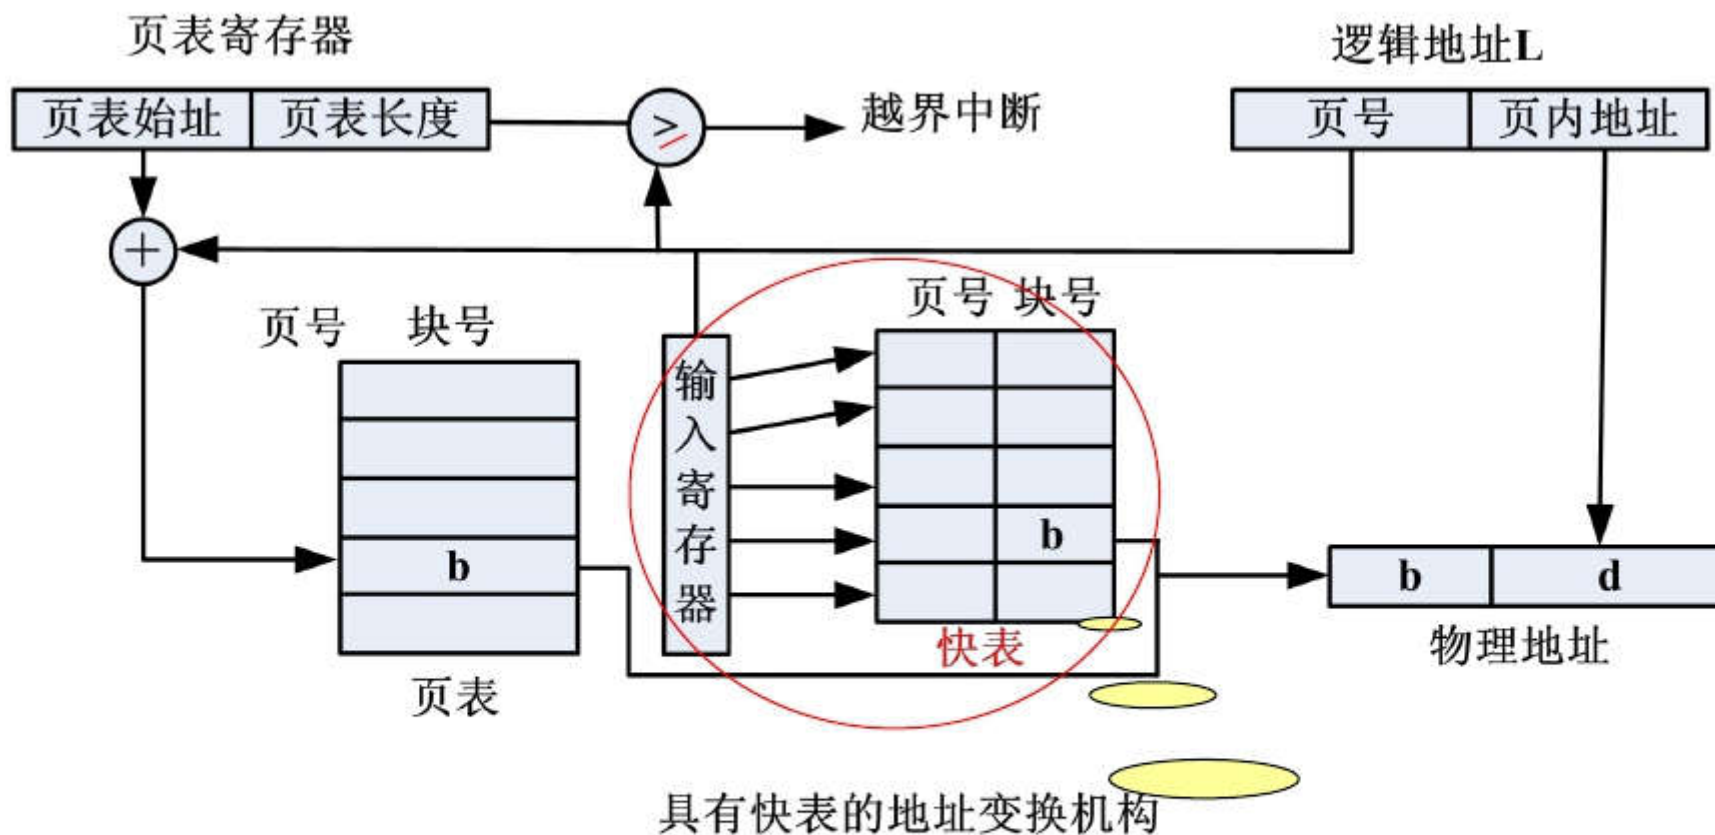 页表寄存器
逻辑地址L
页表始址 页表长度
≥
越界中断
页号 页内地址
+
页号 块号
页号 块号
输入寄存器
b
b
b d
快表
物理地址
页表
具有快表的地址变换机构